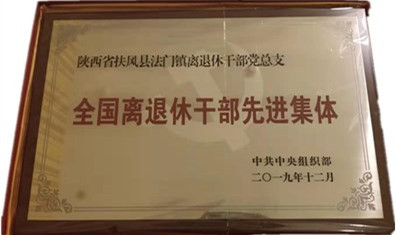 陕西省扶风县法门镇离退休干部党总支
全国离退休干部先进集体
中共中央组织部
二〇一九年十二月